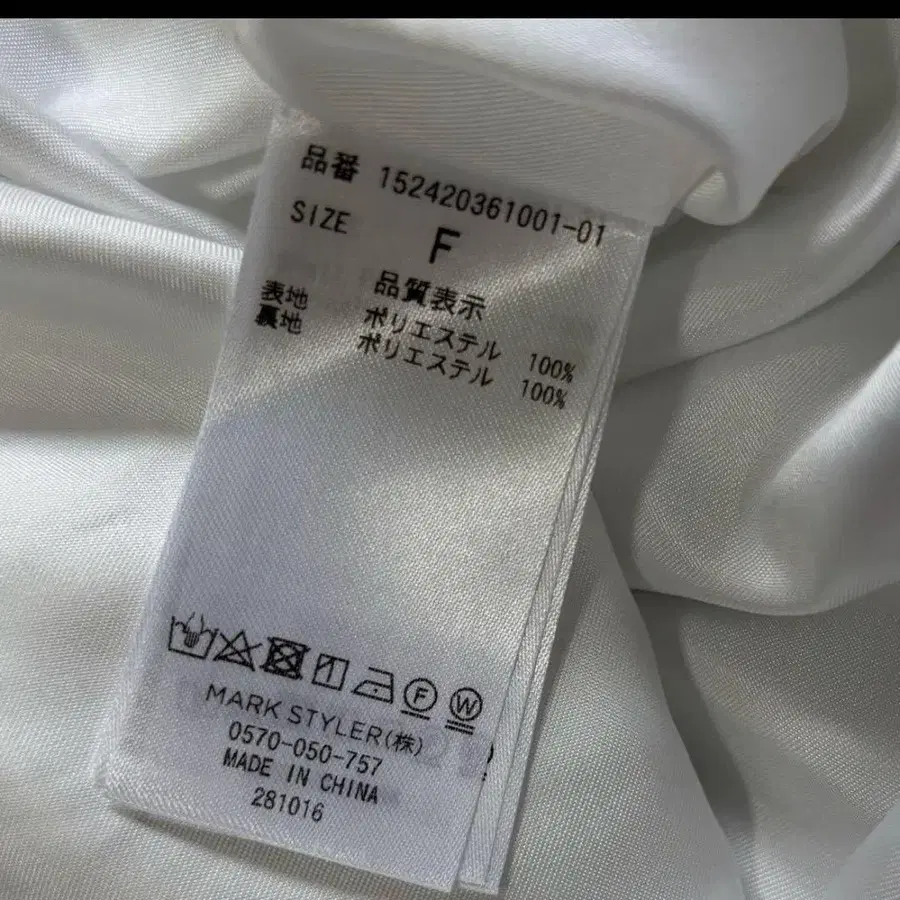 品番 152420361001-01
SIZE F
品質表示
表地 ポリエステル 100%
裏地 ポリエステル 100%
F W
MARK STYLER(株)
0570-050-757
MADE IN CHINA
281016